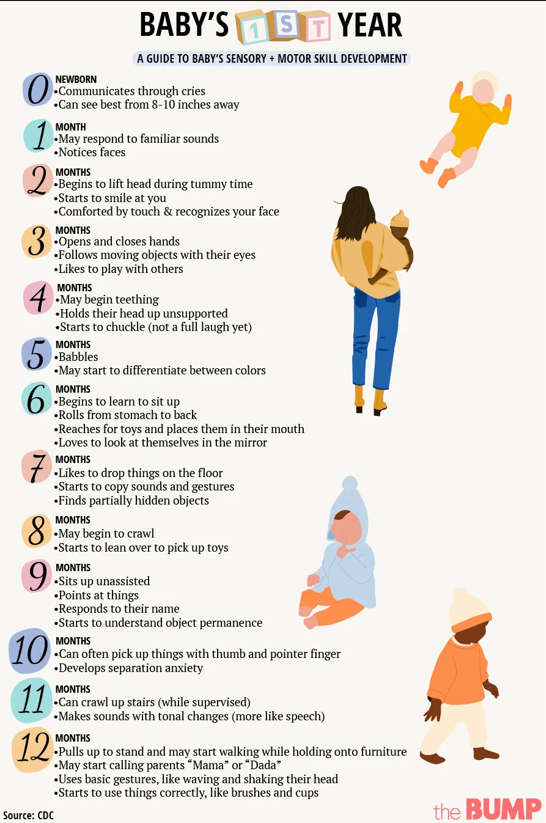 BABY'S 1ST YEAR
A GUIDE TO BABY'S SENSORY + MOTOR SKILL DEVELOPMENT
0 NEWBORN
•Communicates through cries
•Can see best from 8-10 inches away
1 MONTH
•May respond to familiar sounds
•Notices faces
2 MONTHS
•Begins to lift head during tummy time
•Starts to smile at you
•Comforted by touch & recognizes your face
3 MONTHS
•Opens and closes hands
•Follows moving objects with their eyes
•Likes to play with others
4 MONTHS
•May begin teething
•Holds their head up unsupported
•Starts to chuckle (not a full laugh yet)
5 MONTHS
•Babbles
•May start to differentiate between colors
6 MONTHS
•Begins to learn to sit up
•Rolls from stomach to back
•Reaches for toys and places them in their mouth
•Loves to look at themselves in the mirror
7 MONTHS
•Likes to drop things on the floor
•Starts to copy sounds and gestures
•Finds partially hidden objects
8 MONTHS
•May begin to crawl
•Starts to lean over to pick up toys
9 MONTHS
•Sits up unassisted
•Points at things
•Responds to their name
•Starts to understand object permanence
10 MONTHS
•Can often pick up things with thumb and pointer finger
•Develops separation anxiety
11 MONTHS
•Can crawl up stairs (while supervised)
•Makes sounds with tonal changes (more like speech)
12 MONTHS
•Pulls up to stand and may start walking while holding onto furniture
•May start calling parents “Mama” or “Dada”
•Uses basic gestures, like waving and shaking their head
•Starts to use things correctly, like brushes and cups
Source: CDC
the BUMP